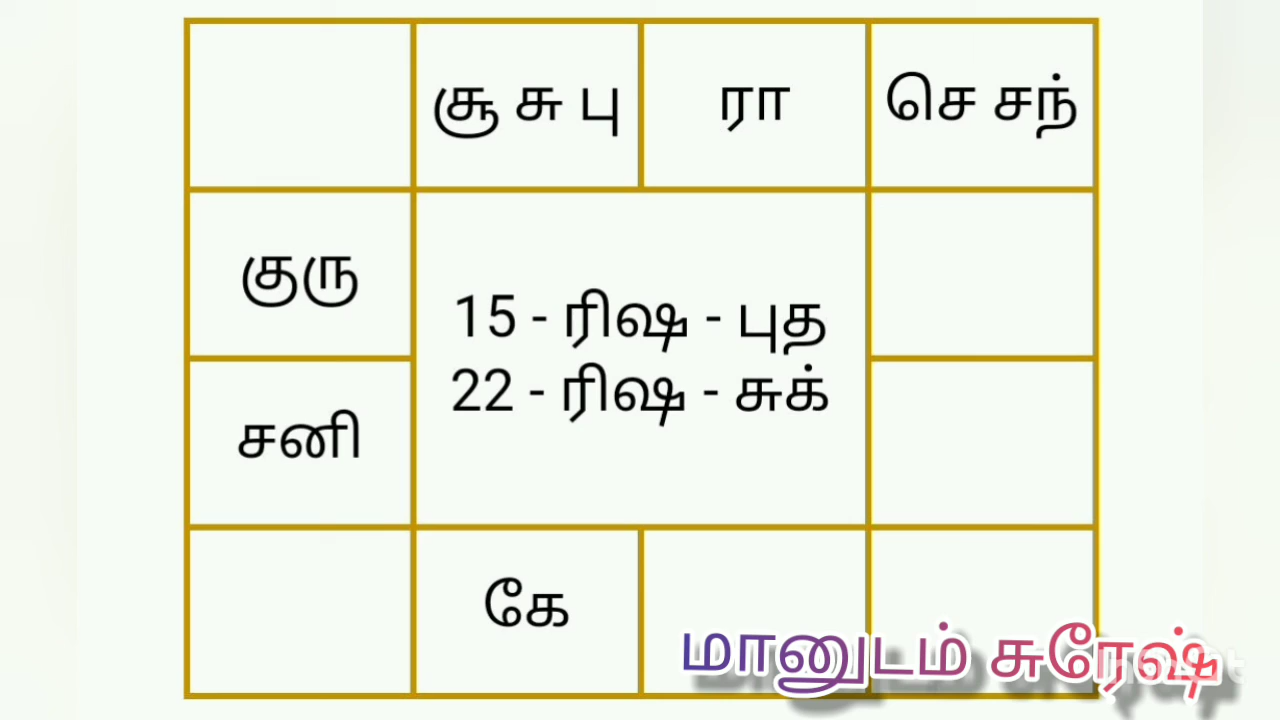 சூ சு பு
ரா
செ சந்
குரு
15 - ரிஷ - புத
22 - ரிஷ - சுக்
சனி
கே
மானுடம் சுரேஷ்